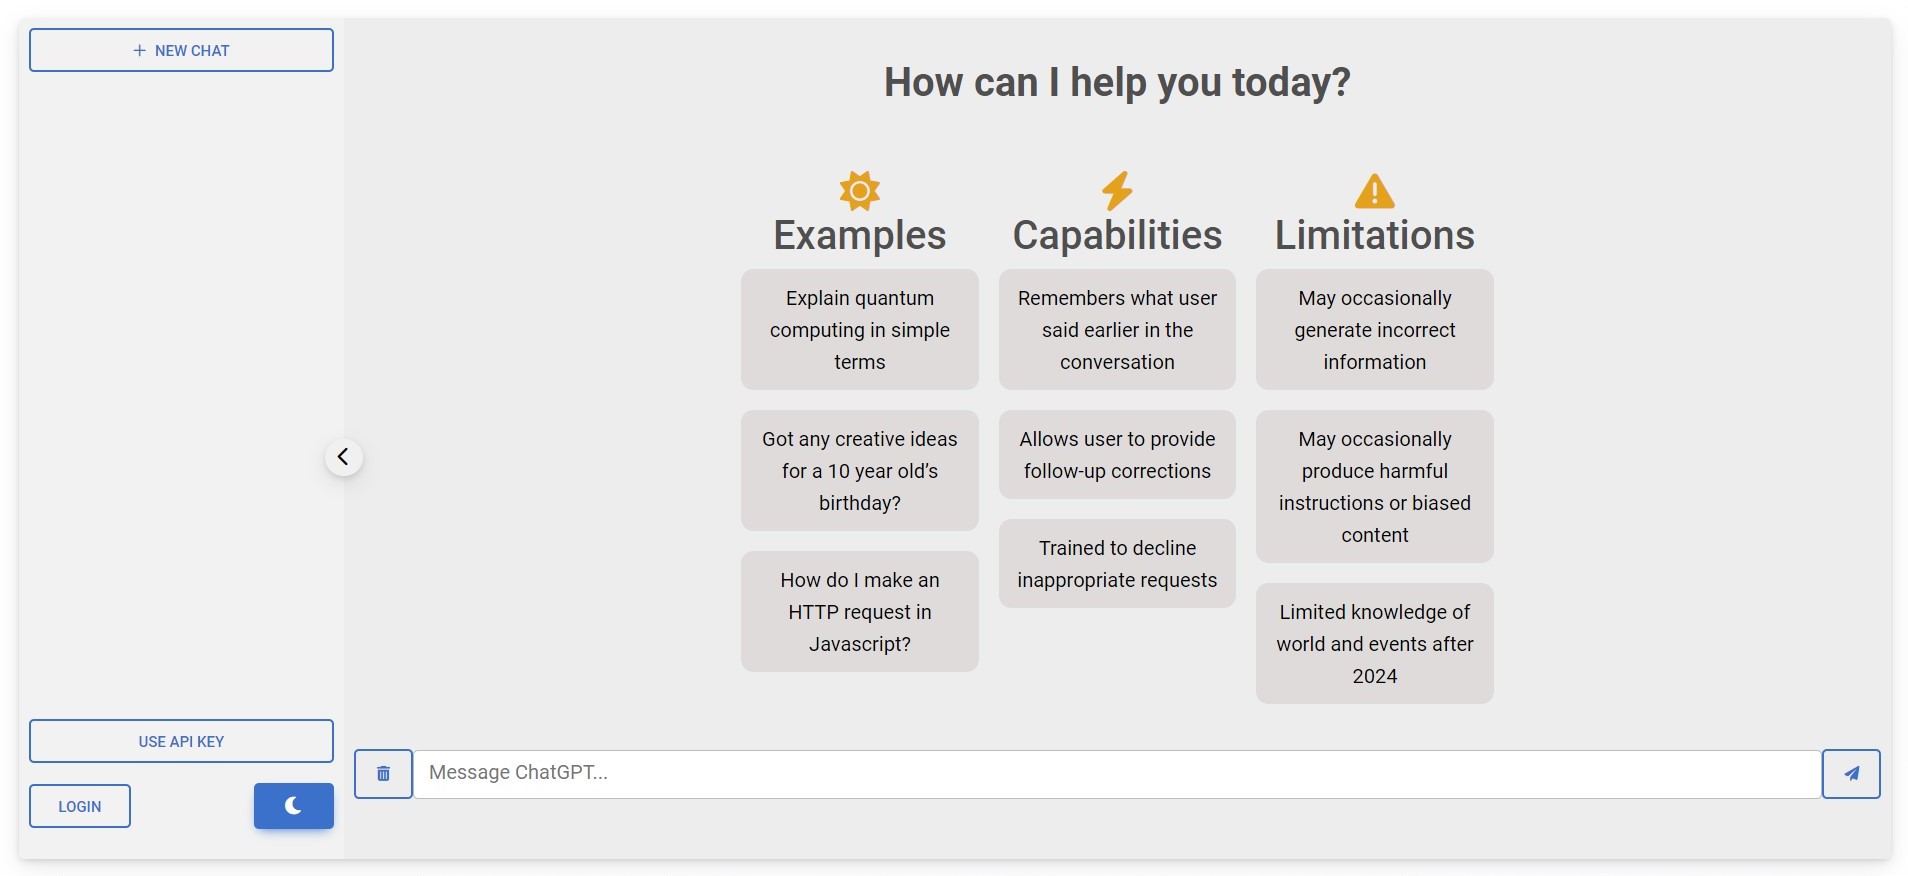 NEW CHAT
How can I help you today?
Examples
Explain quantum
computing in simple
terms
Got any creative ideas
for a 10 year old’s
birthday?
How do I make an
HTTP request in
Javascript?
Capabilities
Remembers what user
said earlier in the
conversation
Allows user to provide
follow-up corrections
Trained to decline
inappropriate requests
Limitations
May occasionally
generate incorrect
information
May occasionally
produce harmful
instructions or biased
content
Limited knowledge of
world and events after
2024
USE API KEY
LOGIN
Message ChatGPT...